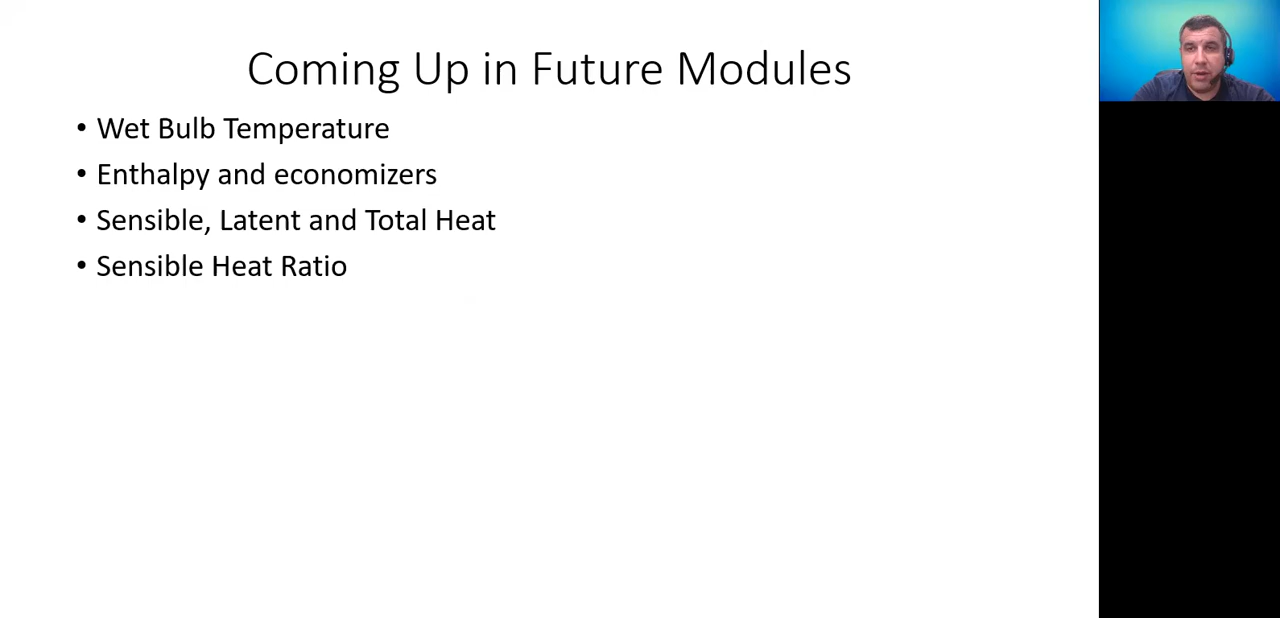 Coming Up in Future Modules
• Wet Bulb Temperature
• Enthalpy and economizers
• Sensible, Latent and Total Heat
• Sensible Heat Ratio